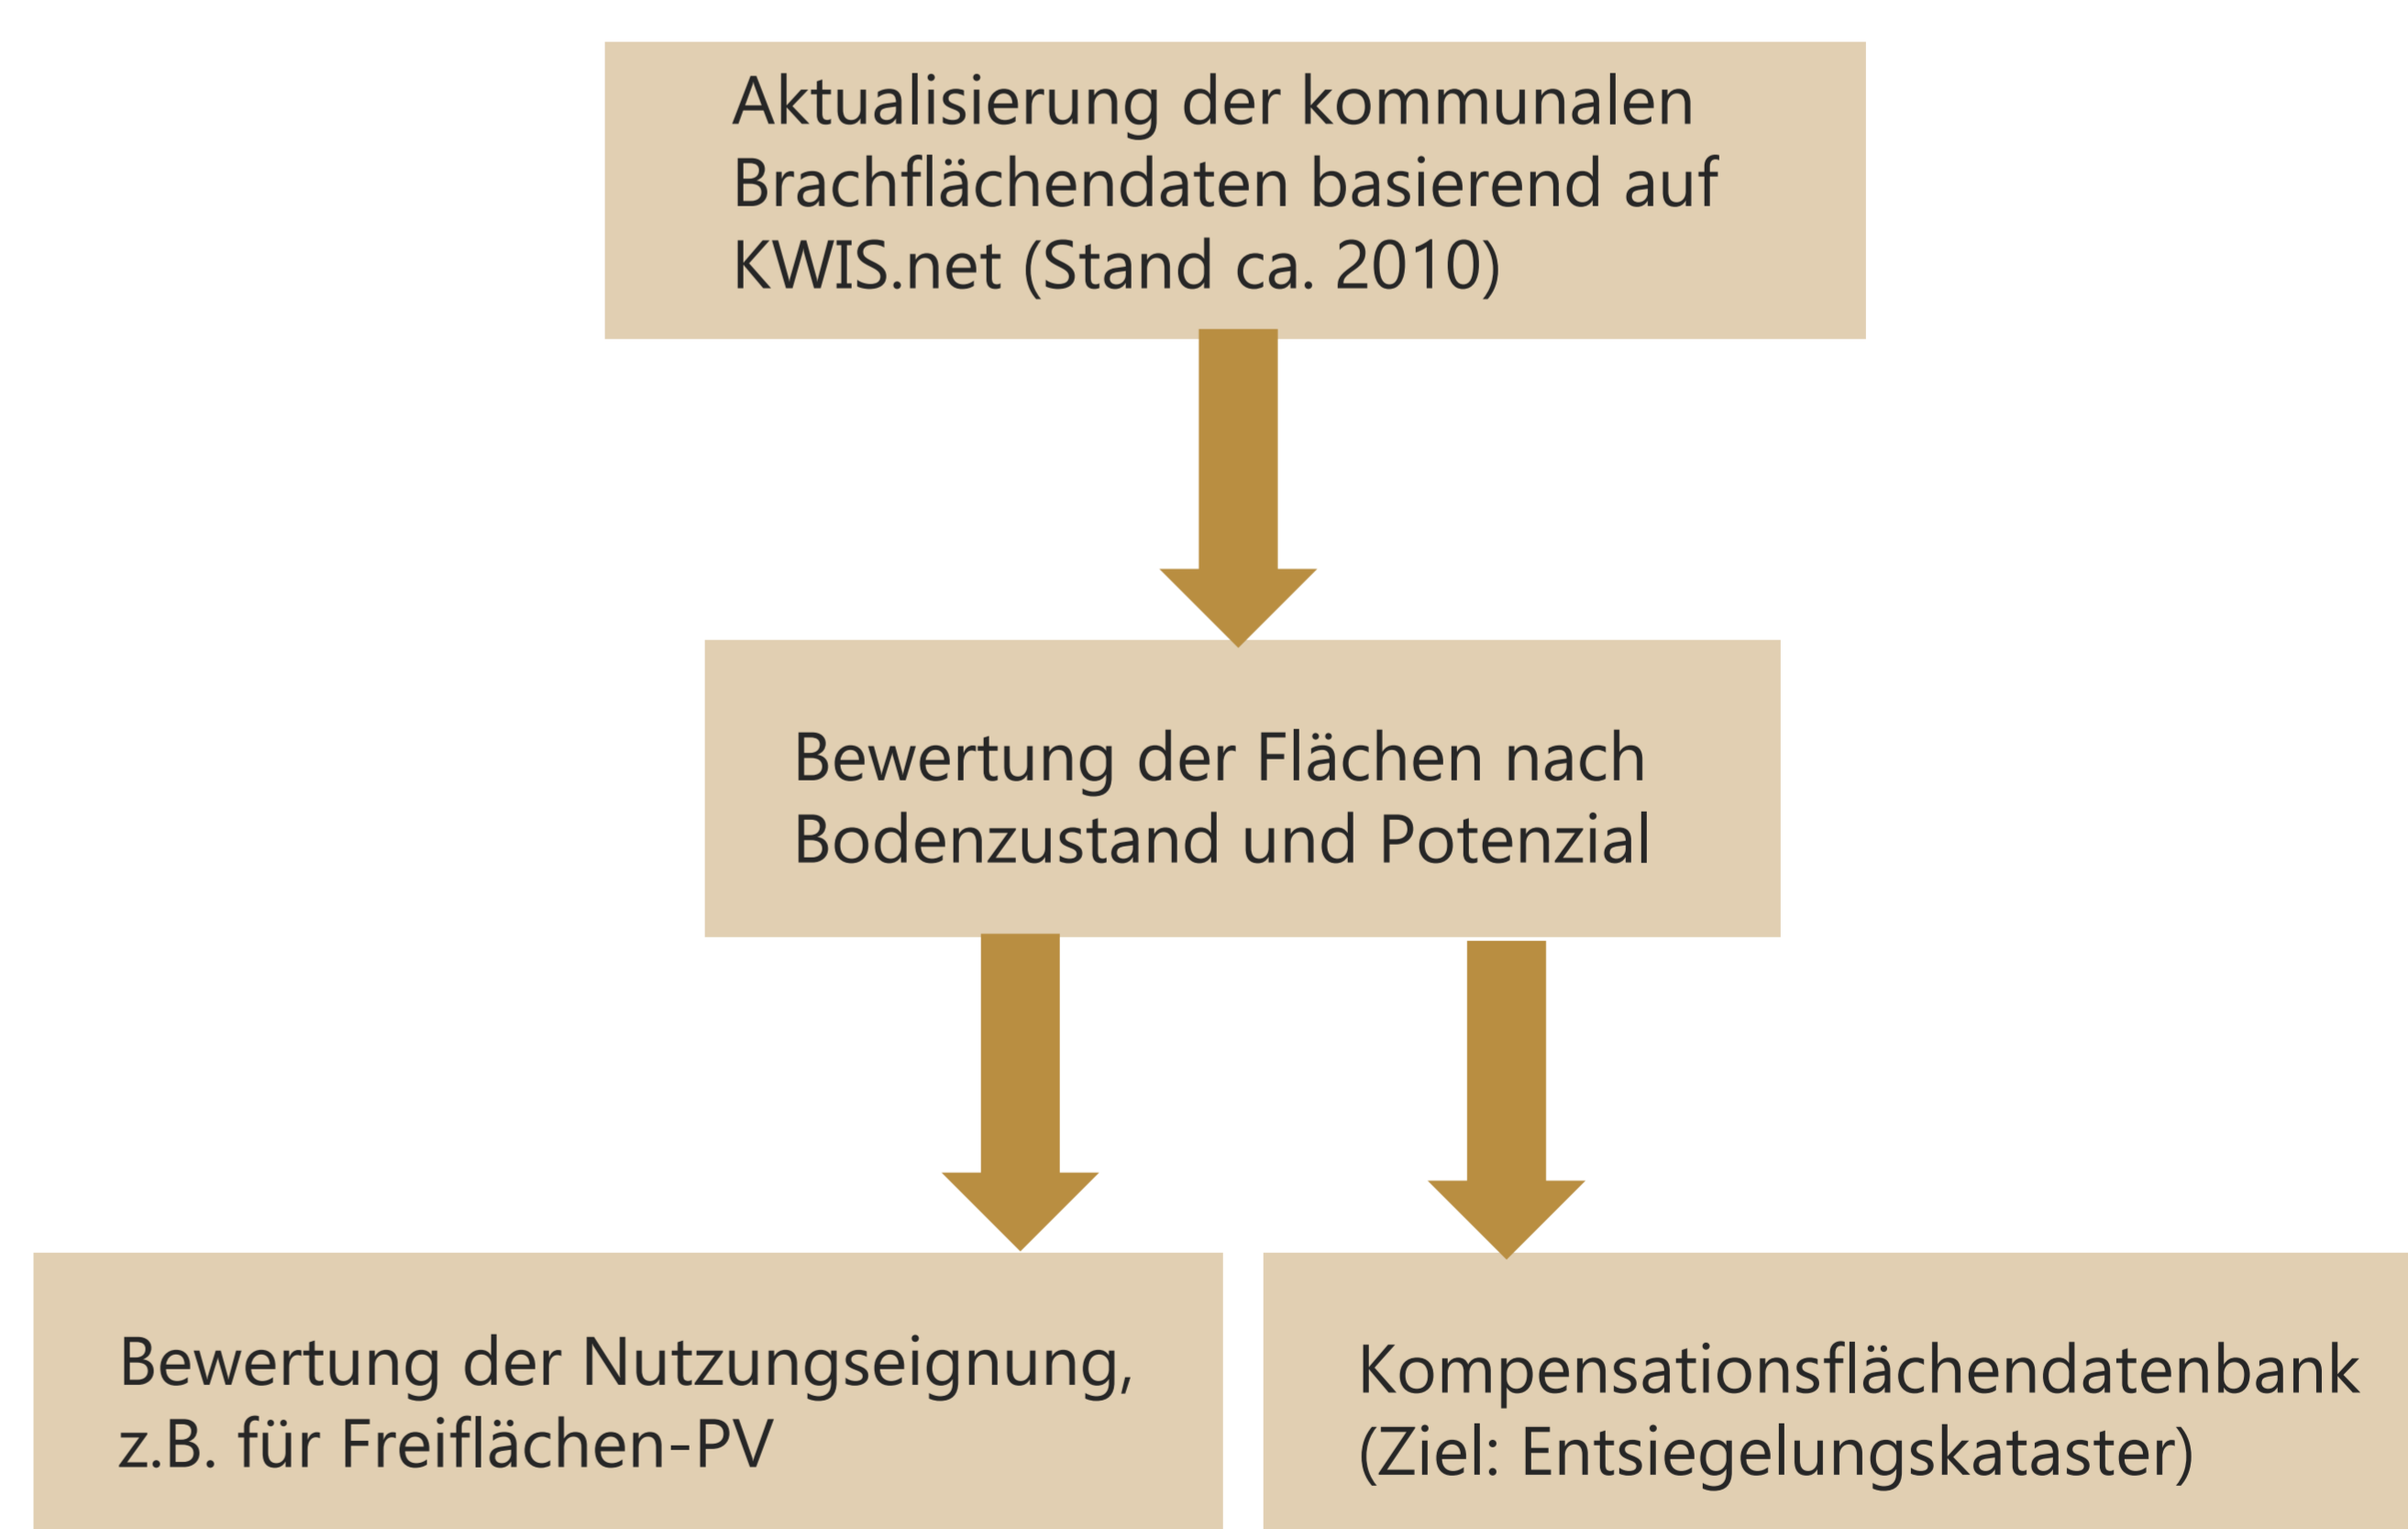 Aktualisierung der kommunalen
Brachflächendaten basierend auf
KWIS.net (Stand ca. 2010)
Bewertung der Flächen nach
Bodenzustand und Potenzial
Bewertung der Nutzungseignung,
z.B. für Freiflächen-PV
Kompensationsflächendatenbank
(Ziel: Entsiegelungskataster)